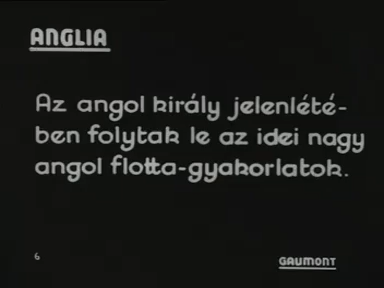 ANGLIA
Az angol király jelenlété-
ben folytak le az idei nagy
angol flotta-gyakorlatok.
6
GAUMONT